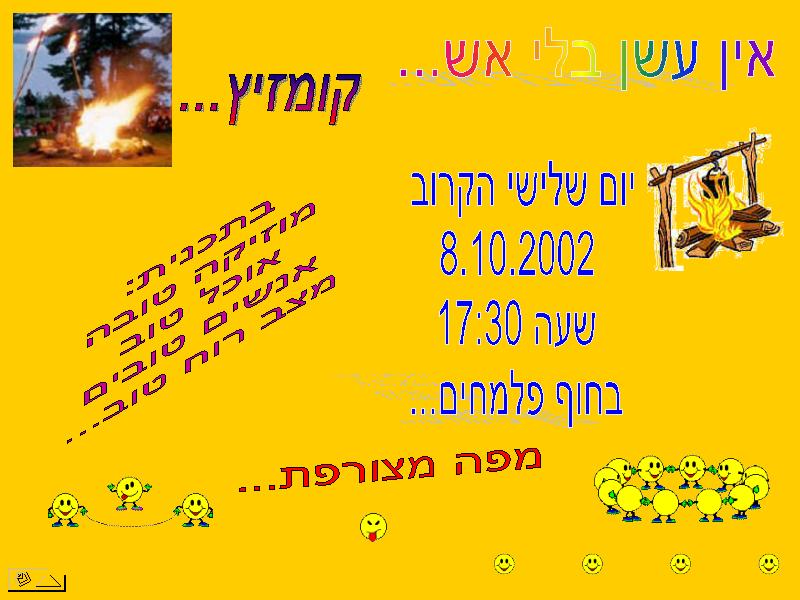 אין עשן בלי אש...
קומזיץ...
יום שלישי הקרוב
8.10.2002
שעה 17:30
בחוף פלמחים...
בתכנית:
מוזיקה טובה
אוכל טוב
אנשים טובים
מצב רוח טוב...
מפה מצורפת...